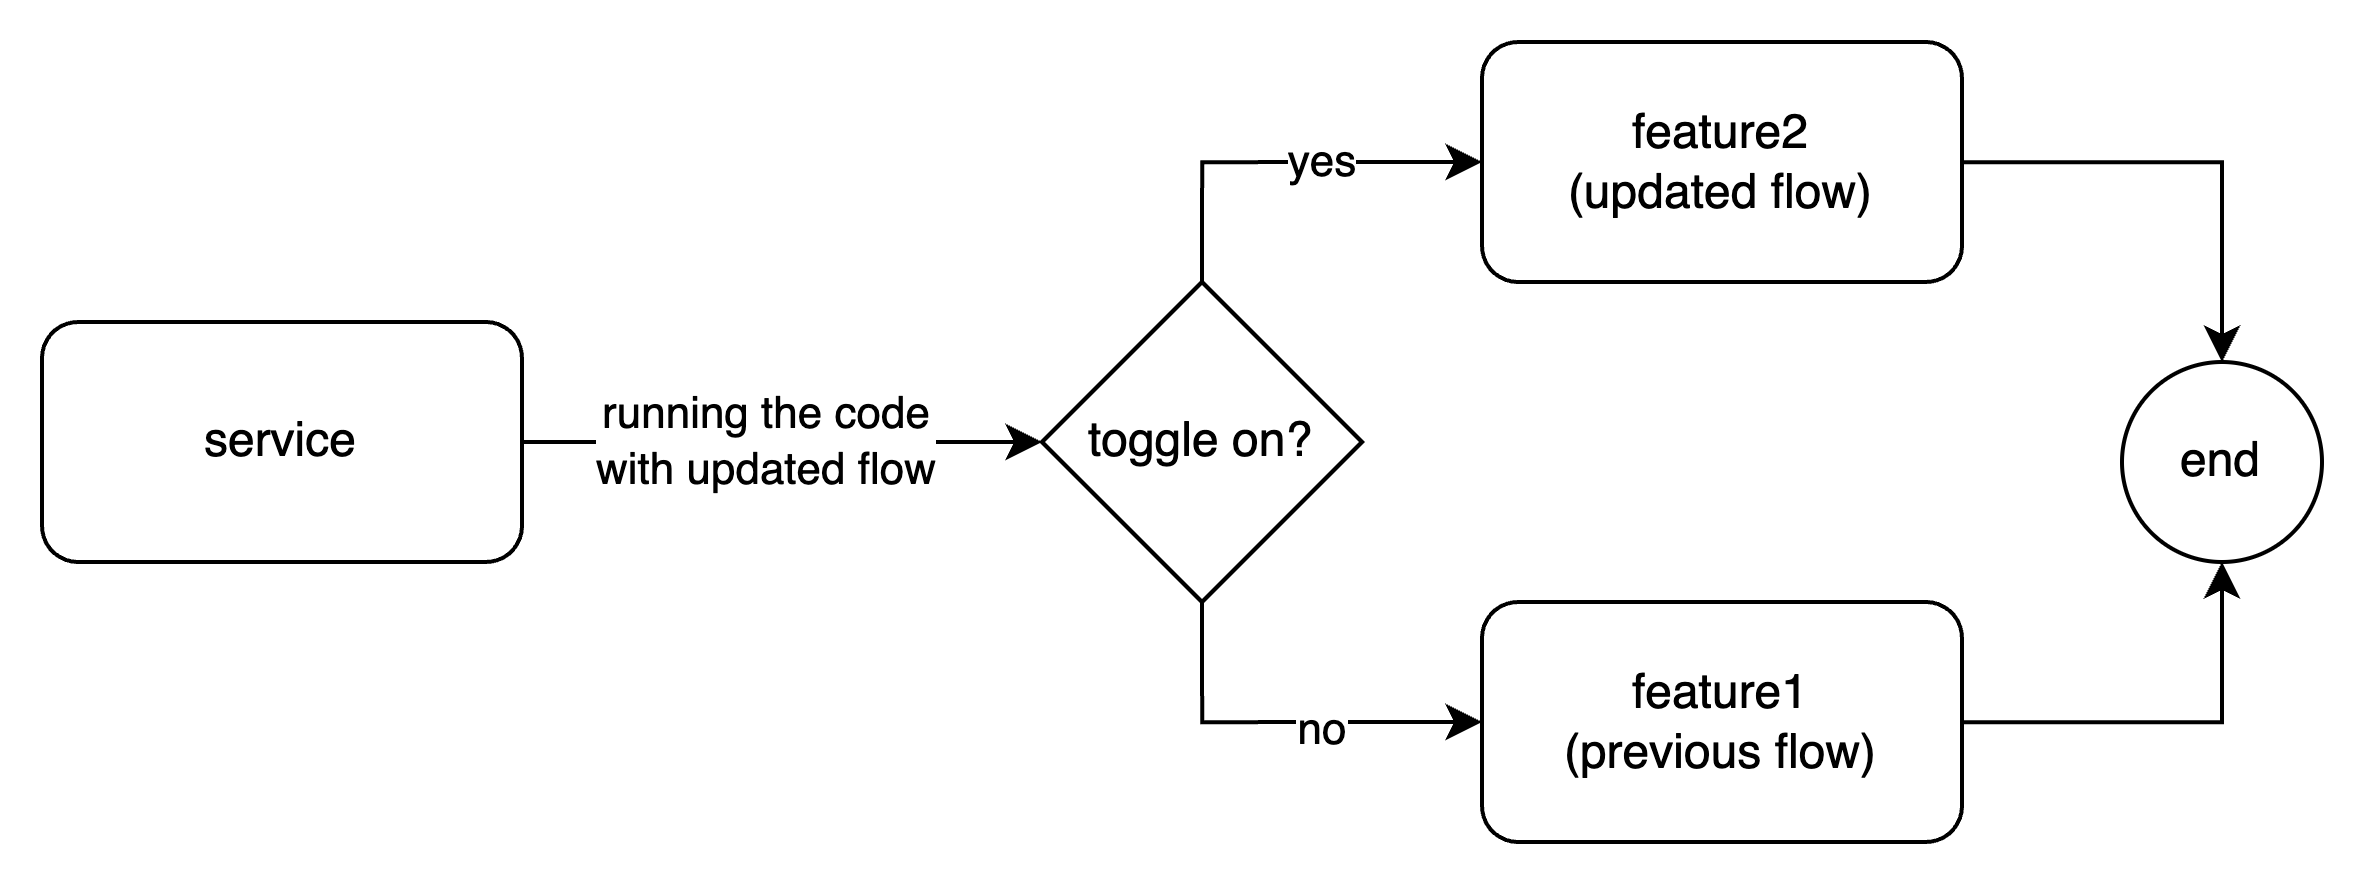 service
running the code
with updated flow
toggle on?
yes
feature2
(updated flow)
no
feature1
(previous flow)
end